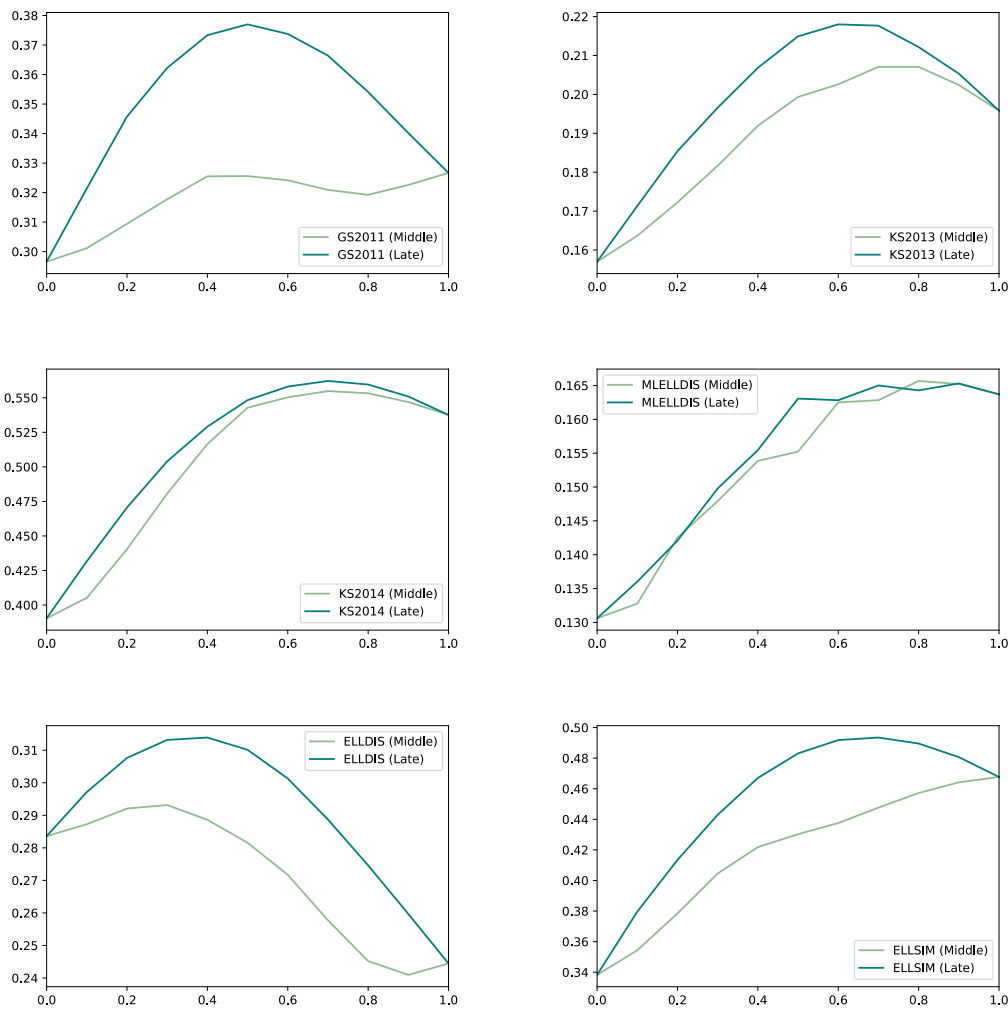 0.38
0.37
0.36
0.35
0.34
0.33
0.32
0.31
0.30
0.0 0.2 0.4 0.6 0.8 1.0
GS2011 (Middle)
GS2011 (Late)
0.22
0.21
0.20
0.19
0.18
0.17
0.16
0.0 0.2 0.4 0.6 0.8 1.0
KS2013 (Middle)
KS2013 (Late)
0.550
0.525
0.500
0.475
0.450
0.425
0.400
0.0 0.2 0.4 0.6 0.8 1.0
KS2014 (Middle)
KS2014 (Late)
0.165
0.160
0.155
0.150
0.145
0.140
0.135
0.130
0.0 0.2 0.4 0.6 0.8 1.0
MLELLDIS (Middle)
MLELLDIS (Late)
0.31
0.30
0.29
0.28
0.27
0.26
0.25
0.24
0.0 0.2 0.4 0.6 0.8 1.0
ELLDIS (Middle)
ELLDIS (Late)
0.50
0.48
0.46
0.44
0.42
0.40
0.38
0.36
0.34
0.0 0.2 0.4 0.6 0.8 1.0
ELLSIM (Middle)
ELLSIM (Late)